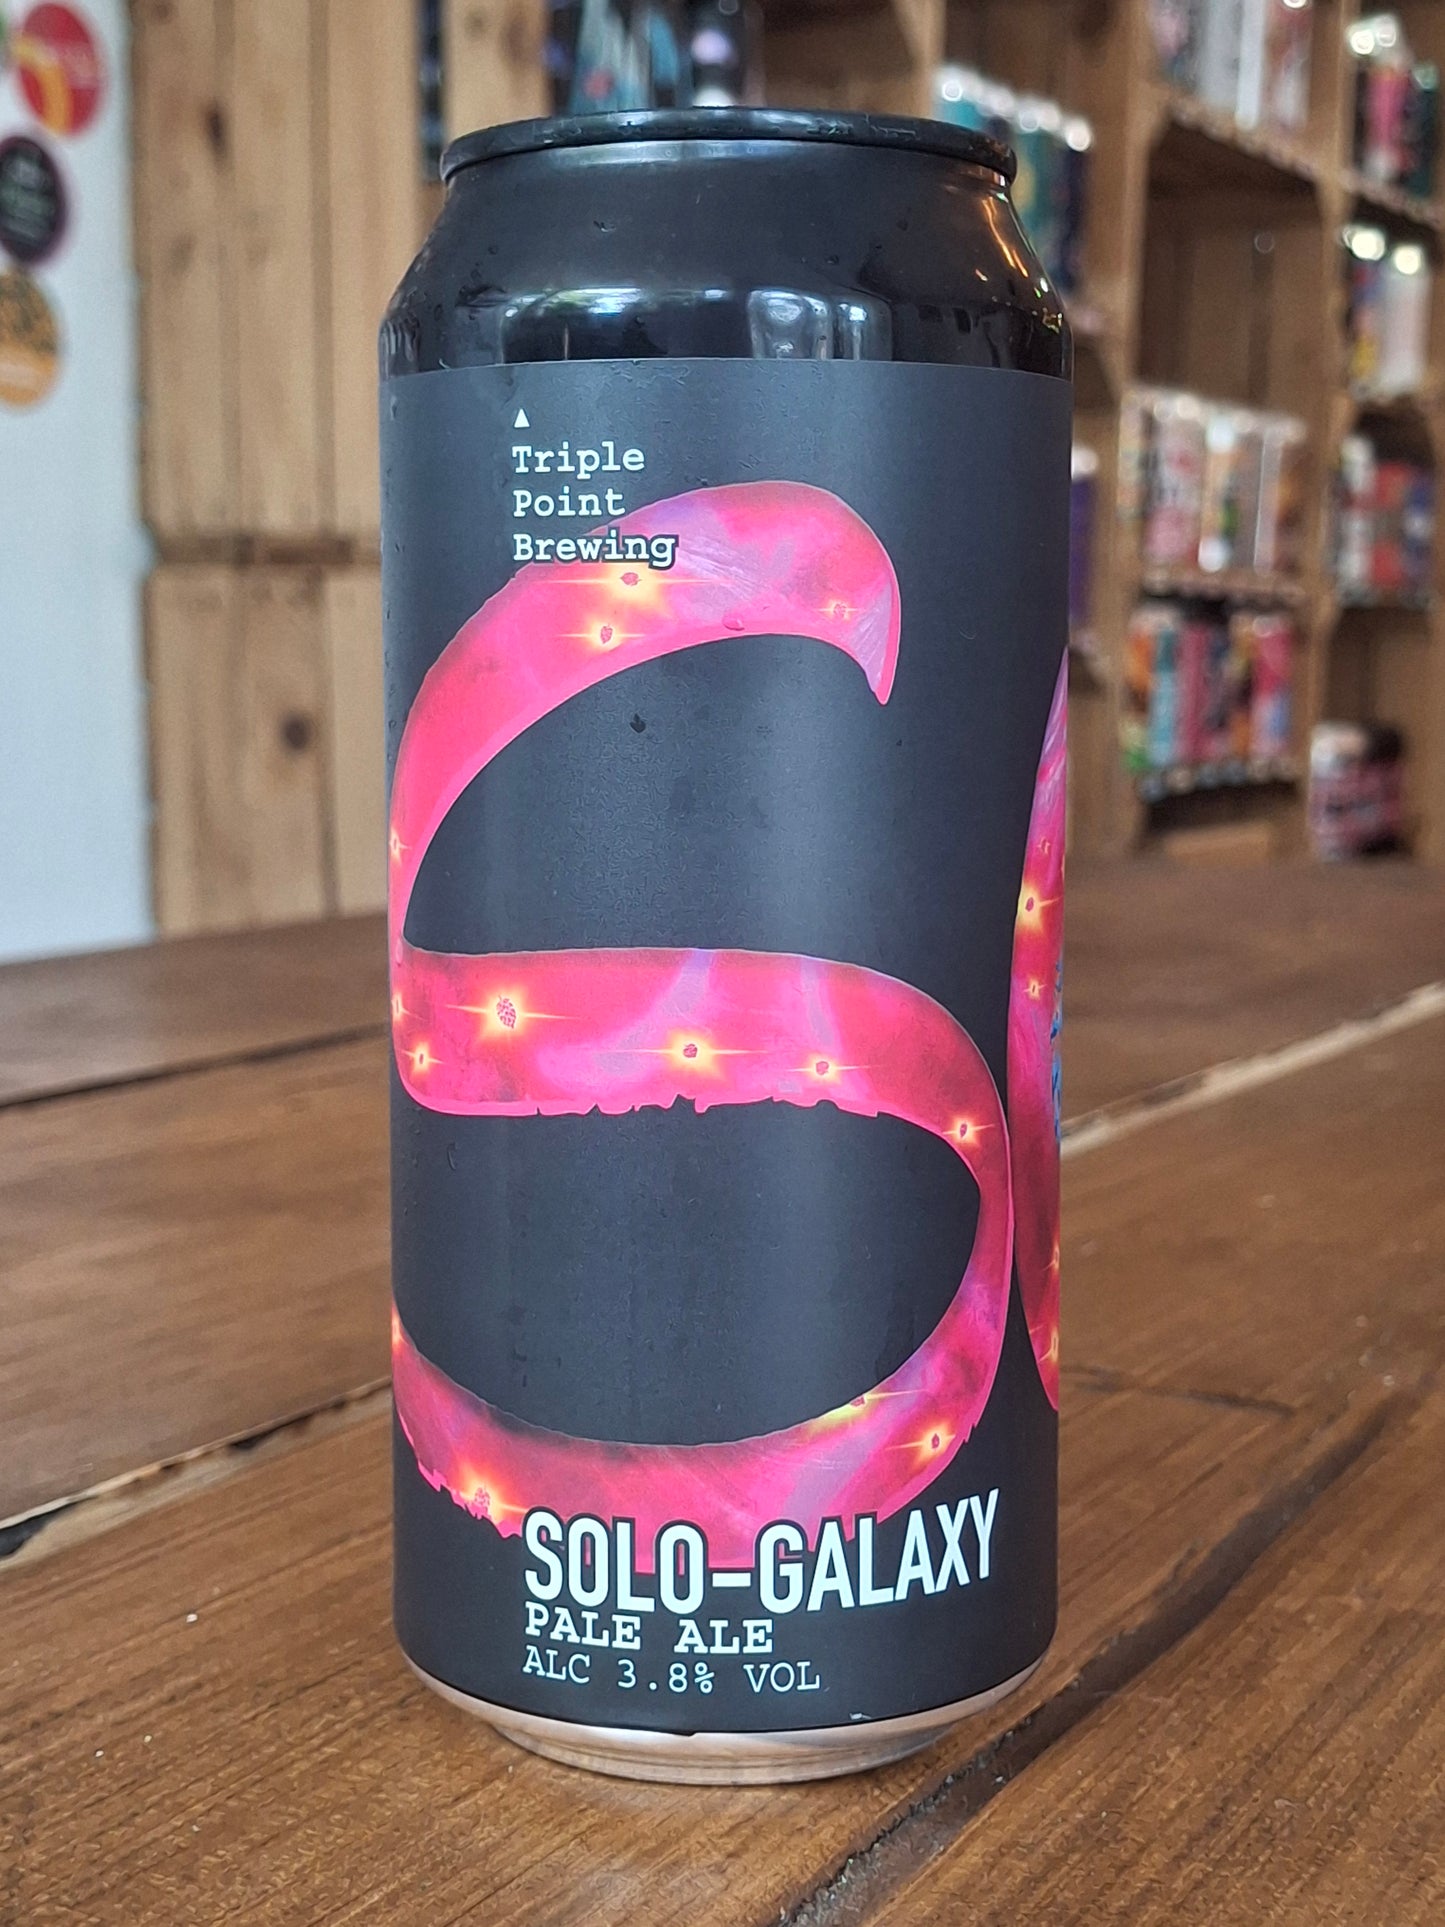 Triple
Point
Brewing
SOLO-GALAXY
PALE ALE
ALC 3.8% VOL